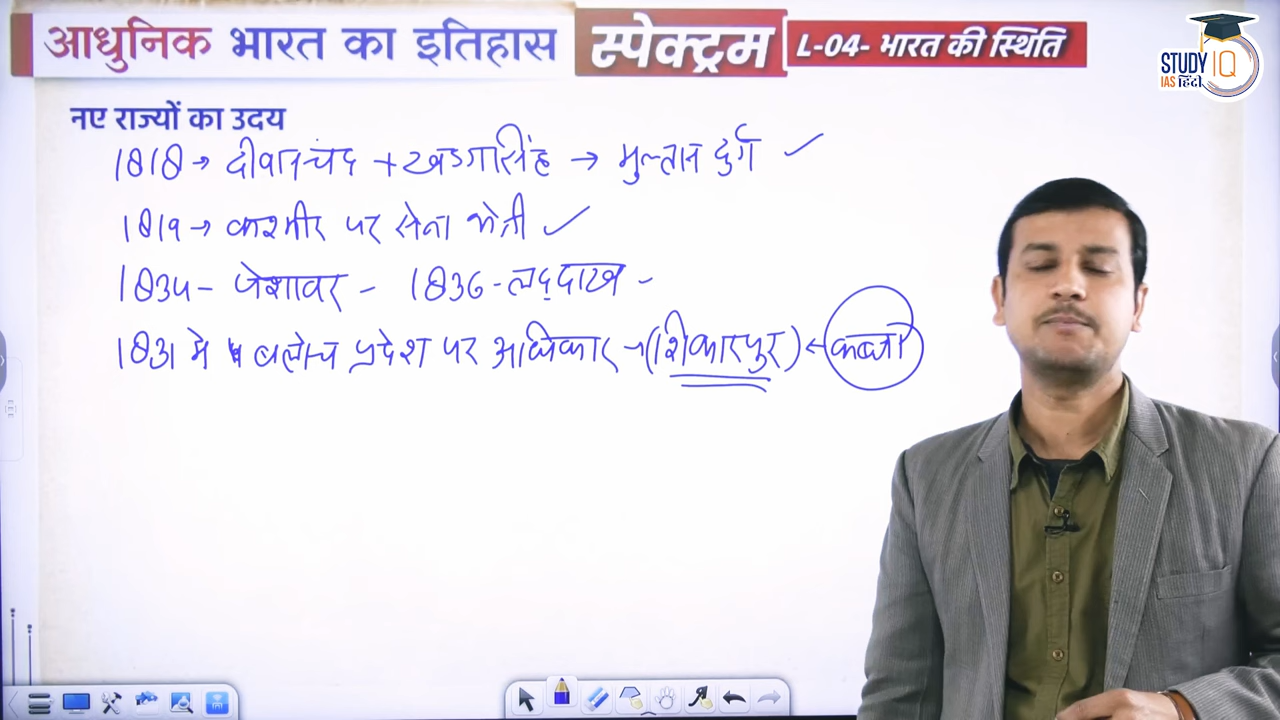 आधुनिक भारत का इतिहास स्पेक्ट्रम L-04- भारत की स्थिति
STUDY IQ
IAS हिंदी
नए राज्यों का उदय
1818 → दीवानचंद + खड्गसिंह → मुल्तान दुर्ग ✓
1819 → कश्मीर पर सेना भेजी ✓
1834 - पेशावर - 1836 - लद्दाख -
1831 मे बलोच प्रदेश पर अधिकार → (शिकारपुर) ← कब्जा